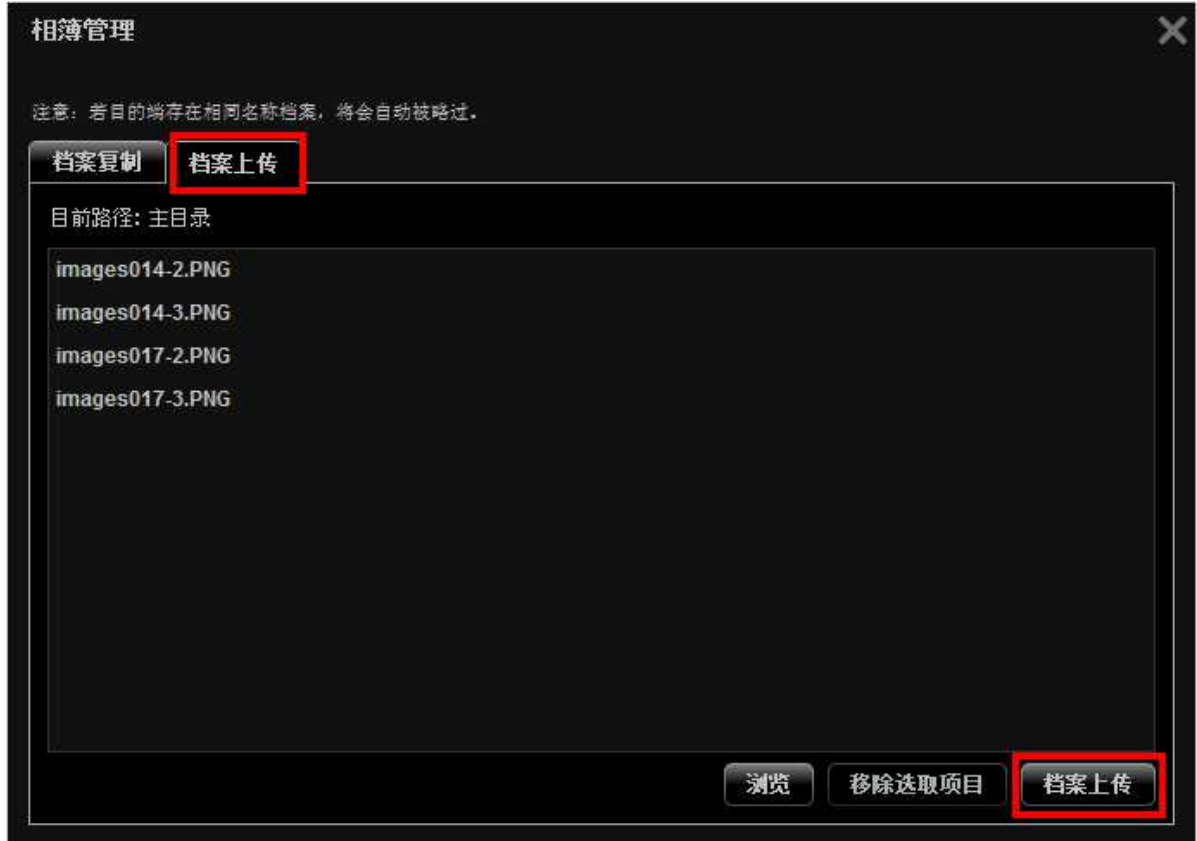 相簿管理
注意：若目的端存在相同名称档案，将会自动被略过。
档案复制 档案上传
目前路径: 主目录
images014-2.PNG
images014-3.PNG
images017-2.PNG
images017-3.PNG
浏览 移除选取项目 档案上传